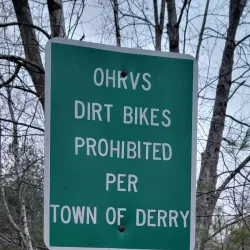 OHRVS
DIRT BIKES
PROHIBITED
PER
TOWN OF DERRY